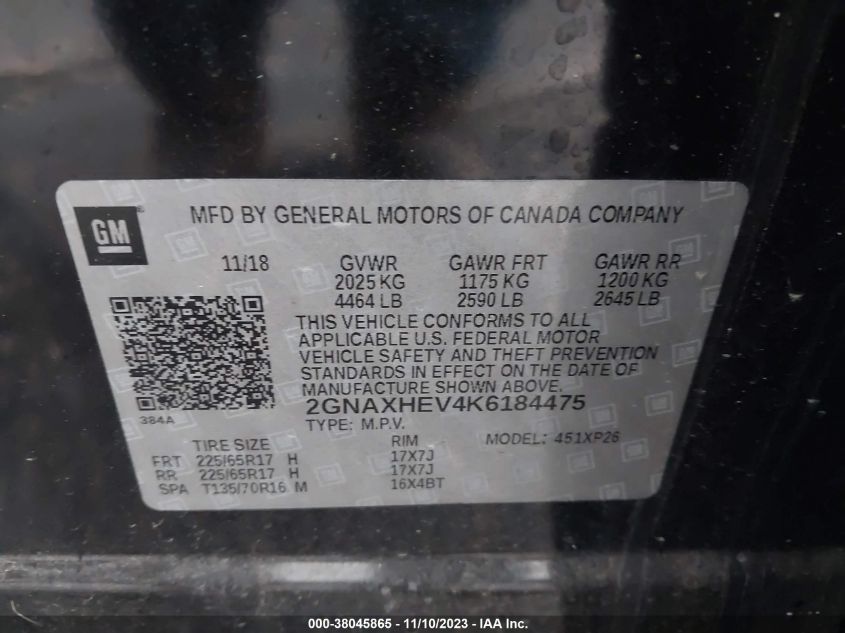 GM
MFD BY GENERAL MOTORS OF CANADA COMPANY
11/18 GVWR GAWR FRT GAWR RR
2025 KG 1175 KG 1200 KG
4464 LB 2590 LB 2645 LB
THIS VEHICLE CONFORMS TO ALL
APPLICABLE U.S. FEDERAL MOTOR
VEHICLE SAFETY AND THEFT PREVENTION
STANDARDS IN EFFECT ON THE DATE OF
MANUFACTURE SHOWN ABOVE.
384A
2GNAXHEV4K6184475
TYPE: M.P.V.
TIRE SIZE RIM MODEL: 451XP26
FRT 225/65R17 H 17X7J
RR 225/65R17 H 17X7J
SPA T135/70R16 M 16X4BT
000-38045865 - 11/10/2023 - IAA Inc.